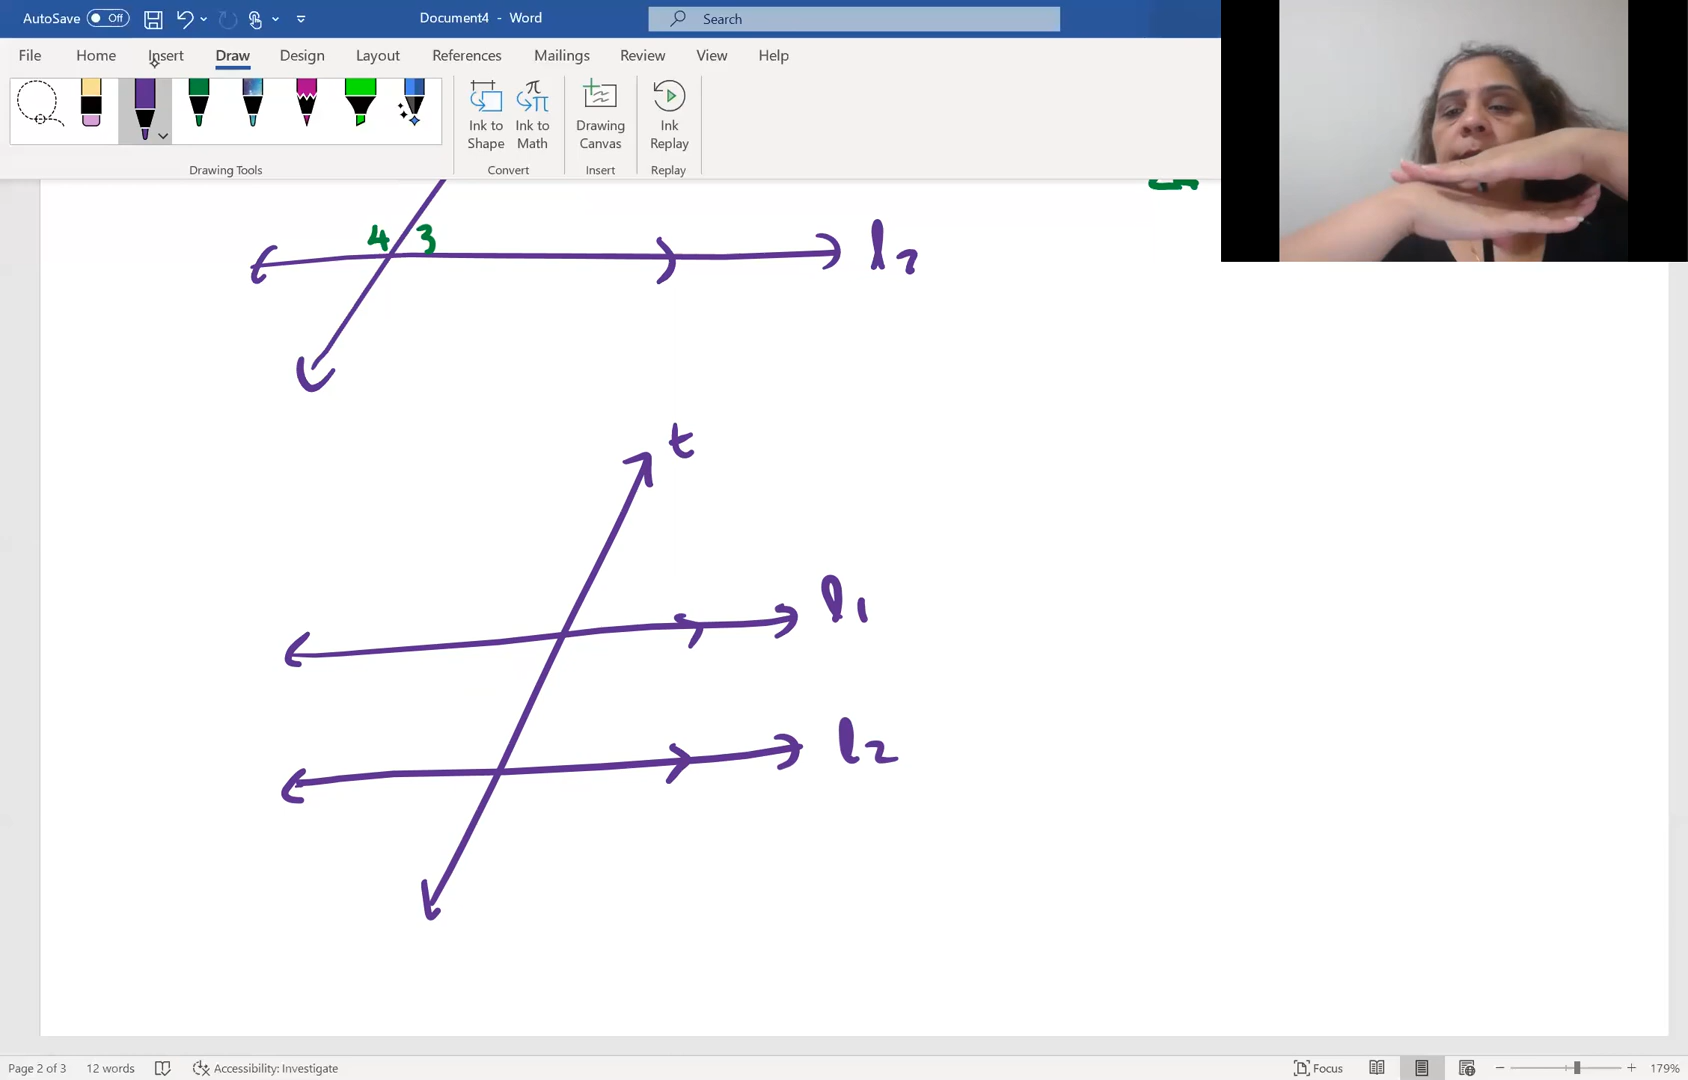 AutoSave Off Document4 - Word Search
File Home Insert Draw Design Layout References Mailings Review View Help
Ink to Shape
Ink to Math
Drawing Canvas
Ink Replay
Drawing Tools Convert Insert Replay
4 3
l2
t
l1
l2
Page 2 of 3 12 words Accessibility: Investigate Focus 179%